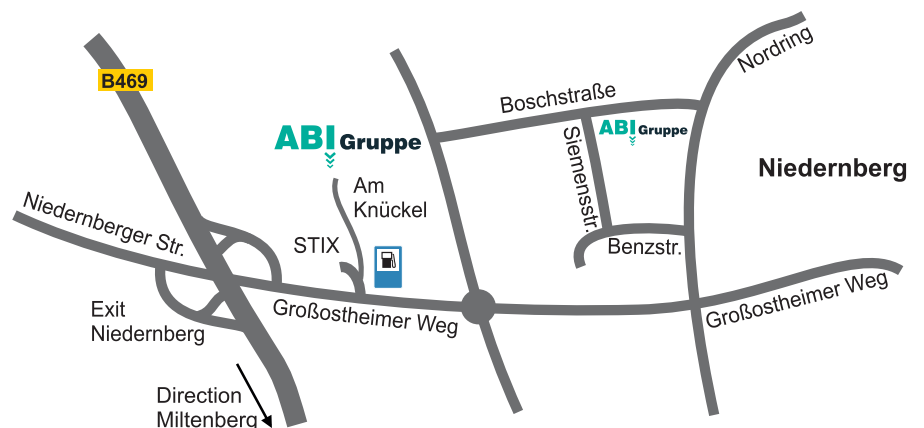 Nordring
B469
Boschstraße
ABI Gruppe
ABI Gruppe
Siemensstr.
Niedernberg
Am
Knückel
Niedernberger Str.
STIX
Benzstr.
Exit
Niedernberg
Großostheimer Weg
Großostheimer Weg
Direction
Miltenberg